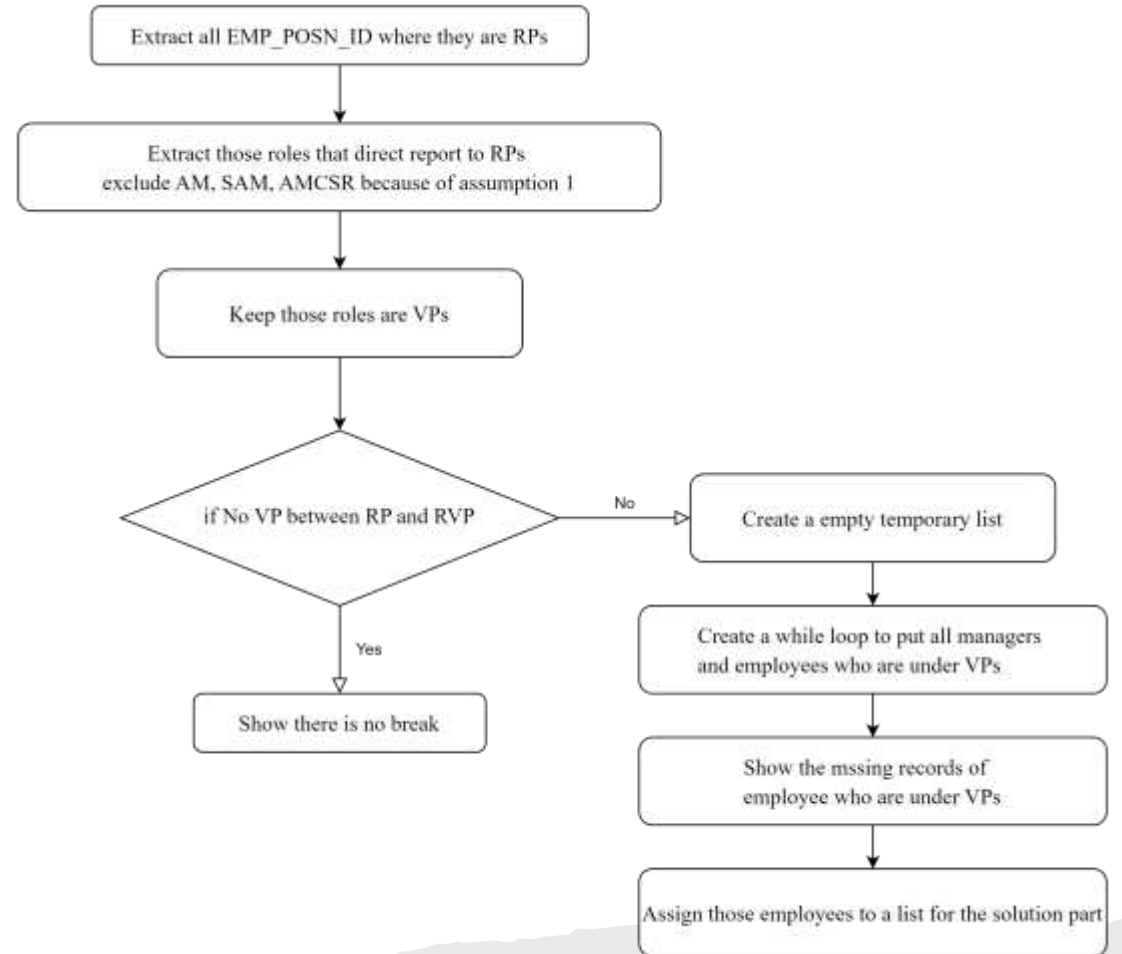 Extract all EMP_POSN_ID where they are RPs
Extract those roles that direct report to RPs
exclude AM, SAM, AMCSR because of assumption 1
Keep those roles are VPs
if No VP between RP and RVP
No
Create a empty temporary list
Yes
Create a while loop to put all managers
and employees who are under VPs
Show there is no break
Show the mssing records of
employee who are under VPs
Assign those employees to a list for the solution part